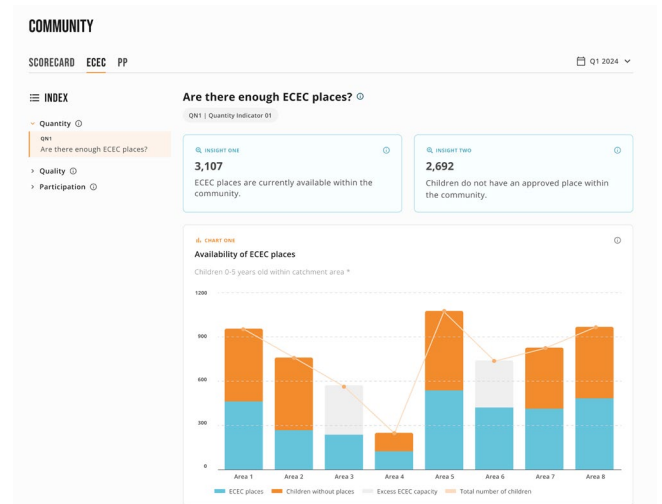 COMMUNITY
SCORECARD ECEC PP
Q1 2024
INDEX
Quantity
QN1
Are there enough ECEC places?
Quality
Participation
Are there enough ECEC places?
QN1 | Quantity Indicator 01
INSIGHT ONE
3,107
ECEC places are currently available within the
community.
INSIGHT TWO
2,692
Children do not have an approved place within
the community.
CHART ONE
Availability of ECEC places
Children 0-5 years old within catchment area *
1200
900
600
300
0
Area 1 Area 2 Area 3 Area 4 Area 5 Area 6 Area 7 Area 8
ECEC places Children without places Excess ECEC capacity Total number of children